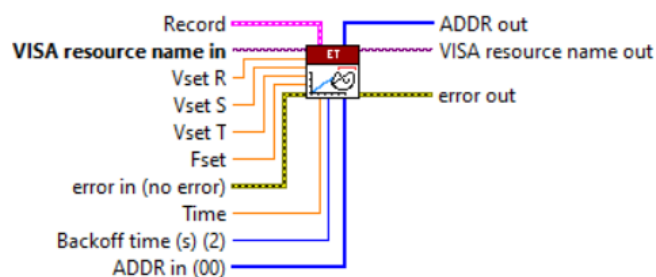 Record
VISA resource name in
Vset R
Vset S
Vset T
Fset
error in (no error)
Time
Backoff time (s) (2)
ADDR in (00)
ET
ADDR out
VISA resource name out
error out